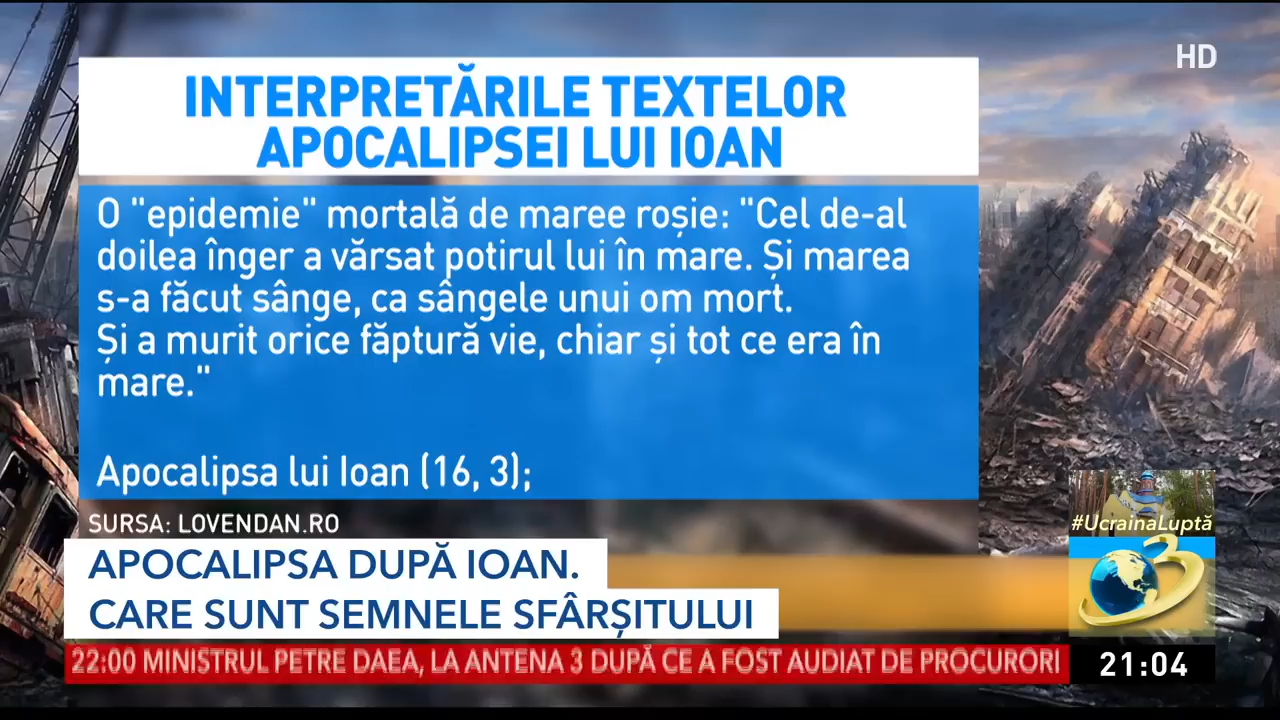 HD
INTERPRETĂRILE TEXTELOR
APOCALIPSEI LUI IOAN
O "epidemie" mortală de maree roșie: "Cel de-al
doilea înger a vărsat potirul lui în mare. Și marea
s-a făcut sânge, ca sângele unui om mort.
Și a murit orice făptură vie, chiar și tot ce era în
mare."
Apocalipsa lui Ioan (16, 3);
SURSA: LOVENDAN.RO
#UcrainaLuptă
3
APOCALIPSA DUPĂ IOAN.
CARE SUNT SEMNELE SFÂRȘITULUI
22:00 MINISTRUL PETRE DAEA, LA ANTENA 3 DUPĂ CE A FOST AUDIAT DE PROCURORI
21:04